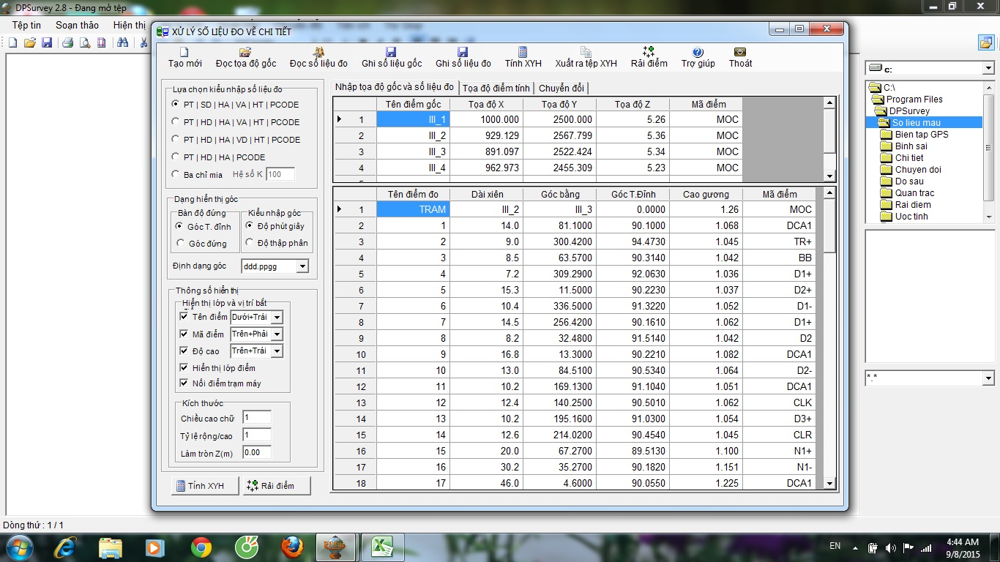 DPSurvey 2.8 - Đang mở tệp
Tệp tin Soạn thảo Hiện thị
XỬ LÝ SỐ LIỆU ĐO VẼ CHI TIẾT
Tạo mới Đọc tọa độ gốc Đọc số liệu đo Ghi số liệu gốc Ghi số liệu đo Tính XYH Xuất ra tệp XYH Rải điểm Trợ giúp Thoát
Lựa chọn kiểu nhập số liệu đo
PT | SD | HA | VA | HT | PCODE
PT | HD | HA | VA | HT | PCODE
PT | HD | HA | VD | HT | PCODE
PT | HD | HA | PCODE
Ba chỉ mia Hệ số K 100
Dạng hiển thị góc
Bàn độ đứng Kiểu nhập góc
Góc T. đỉnh Độ phút giây
Góc đứng Độ thập phân
Định dạng góc ddd.ppgg
Thông số hiển thị
Hiển thị lớp và vị trí bắt
Tên điểm Dưới+Trái
Mã điểm Trên+Phải
Độ cao Trên+Trái
Hiển thị lớp điểm
Nối điểm trạm máy
Kích thước
Chiều cao chữ 1
Tỷ lệ rộng/cao 1
Làm tròn Z(m) 0.00
Tính XYH Rải điểm
Nhập tọa độ gốc và số liệu đo Tọa độ điểm tính Chuyển đổi
Tên điểm gốc Tọa độ X Tọa độ Y Tọa độ Z Mã điểm
1 III_1 1000.000 2500.000 5.26 MOC
2 III_2 929.129 2567.799 5.36 MOC
3 III_3 891.097 2522.424 5.34 MOC
4 III_4 962.973 2455.309 5.23 MOC
Tên điểm đo Dài xiên Góc bằng Góc T.Đỉnh Cao gương Mã điểm
1 TRAM III_2 III_3 0.0000 1.26 MOC
2 1 14.0 81.1000 90.1000 1.068 DCA1
3 2 9.0 300.4200 94.4730 1.045 TR+
4 3 8.5 63.5700 90.3140 1.042 BB
5 4 7.2 309.2900 92.0630 1.036 D1+
6 5 15.3 11.5000 90.2230 1.037 D2+
7 6 10.4 336.5000 91.3220 1.052 D1-
8 7 14.5 256.4200 90.1610 1.062 D1+
9 8 8.2 32.4800 91.5140 1.042 D2
10 9 16.8 13.3000 90.2210 1.082 DCA1
11 10 13.0 84.5100 90.5340 1.064 D2-
12 11 10.2 169.1300 91.1040 1.051 DCA1
13 12 12.4 140.2500 90.5010 1.062 CLK
14 13 10.2 195.1600 91.0300 1.054 D3+
15 14 12.6 214.0200 90.4540 1.045 CLR
16 15 20.0 67.2700 89.5130 1.100 N1+
17 16 30.2 35.2700 90.1820 1.151 N1-
18 17 46.0 4.6000 90.0550 1.225 DCA1
c:
C:\
Program Files
DPSurvey
So lieu mau
Bien tap GPS
Binh sai
Chi tiet
Chuyen doi
Do sau
Quan trac
Rai diem
Uoc tinh
*.*
Dòng thứ : 1 / 1
EN
4:44 AM
9/8/2015